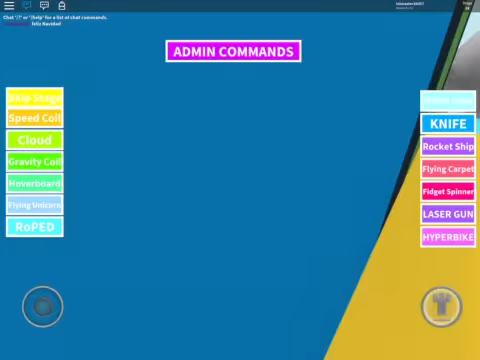 Chat '/?' or '/help' for a list of chat commands.
feliz Navidad
Stage
ADMIN COMMANDS
Skip Stage
Speed Coil
Cloud
Gravity Coil
Hoverboard
Flying Unicorn
RoPED
KNIFE
Rocket Ship
Flying Carpet
Fidget Spinner
LASER GUN
HYPERBIKE